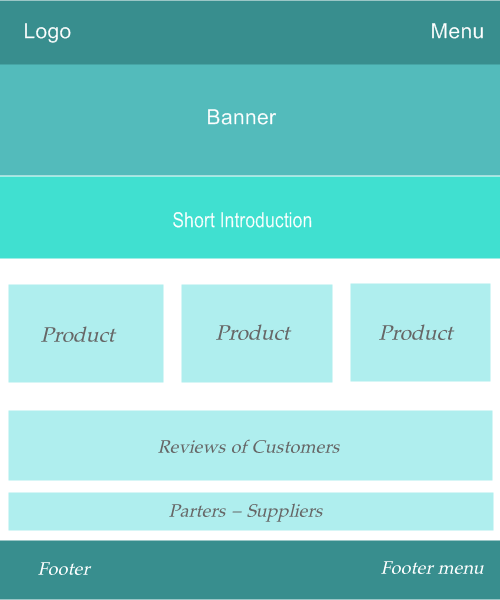 Logo
Menu
Banner
Short Introduction
Product
Product
Product
Reviews of Customers
Parters – Suppliers
Footer
Footer menu